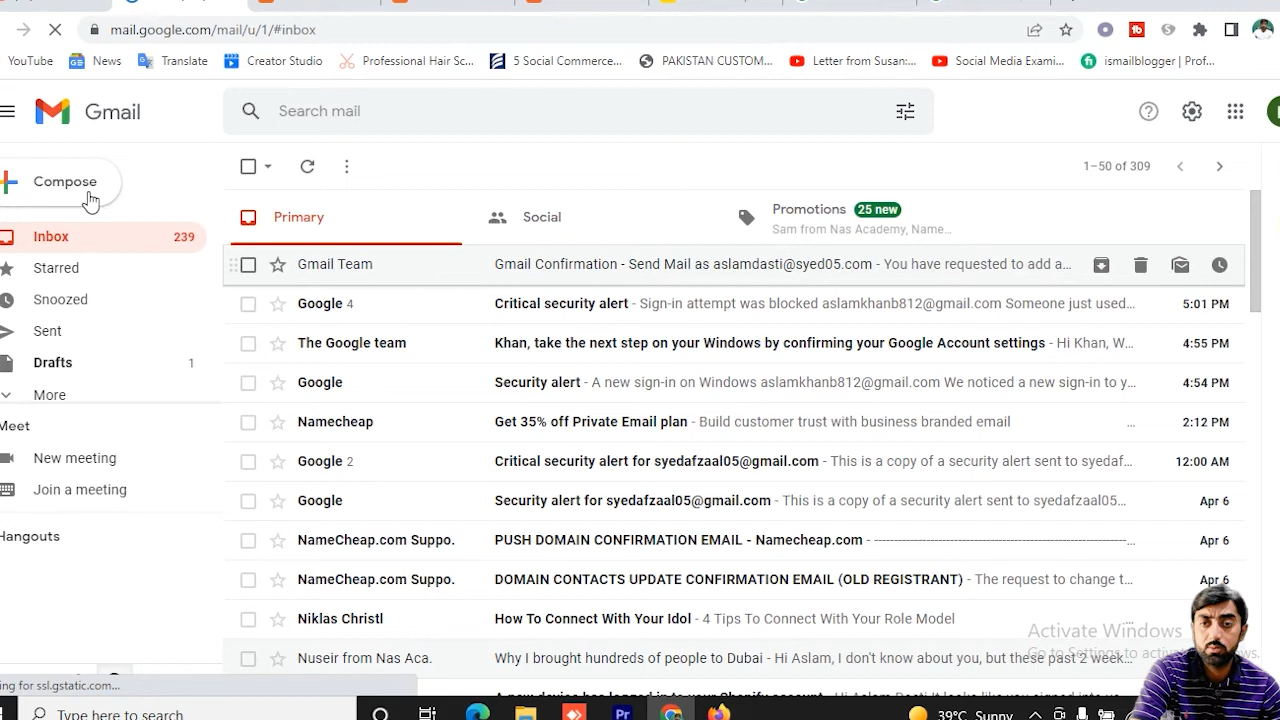 mail.google.com/mail/u/1/#inbox
YouTube
News
Translate
Creator Studio
Professional Hair Sc...
5 Social Commerce...
PAKISTAN CUSTOM...
Letter from Susan:...
Social Media Exami...
ismailblogger | Prof...
Gmail
Search mail
Compose
1–50 of 309
Inbox 239
Starred
Snoozed
Sent
Drafts 1
More
Meet
New meeting
Join a meeting
Hangouts
Primary
Social
Promotions 25 new
Sam from Nas Academy, Name...
Gmail Team Gmail Confirmation - Send Mail as aslamdasti@syed05.com - You have requested to add a...
Google 4 Critical security alert - Sign-in attempt was blocked aslamkhanb812@gmail.com Someone just used... 5:01 PM
The Google team Khan, take the next step on your Windows by confirming your Google Account settings - Hi Khan, W... 4:55 PM
Google Security alert - A new sign-in on Windows aslamkhanb812@gmail.com We noticed a new sign-in to y... 4:54 PM
Namecheap Get 35% off Private Email plan - Build customer trust with business branded email ... 2:12 PM
Google 2 Critical security alert for syedafzaal05@gmail.com - This is a copy of a security alert sent to syedaf... 12:00 AM
Google Security alert for syedafzaal05@gmail.com - This is a copy of a security alert sent to syedafzaal05... Apr 6
NameCheap.com Suppo. PUSH DOMAIN CONFIRMATION EMAIL - Namecheap.com - ... Apr 6
NameCheap.com Suppo. DOMAIN CONTACTS UPDATE CONFIRMATION EMAIL (OLD REGISTRANT) - The request to change t... Apr 6
Niklas Christl How To Connect With Your Idol - 4 Tips To Connect With Your Role Model ...
Nuseir from Nas Aca. Why I brought hundreds of people to Dubai - Hi Aslam, I don't know about you, but these past 2 week...
Activate Windows
Go to Settings to activ Windows.
ng for ssl.gstatic.com...
Type here to search
39°C Sunny